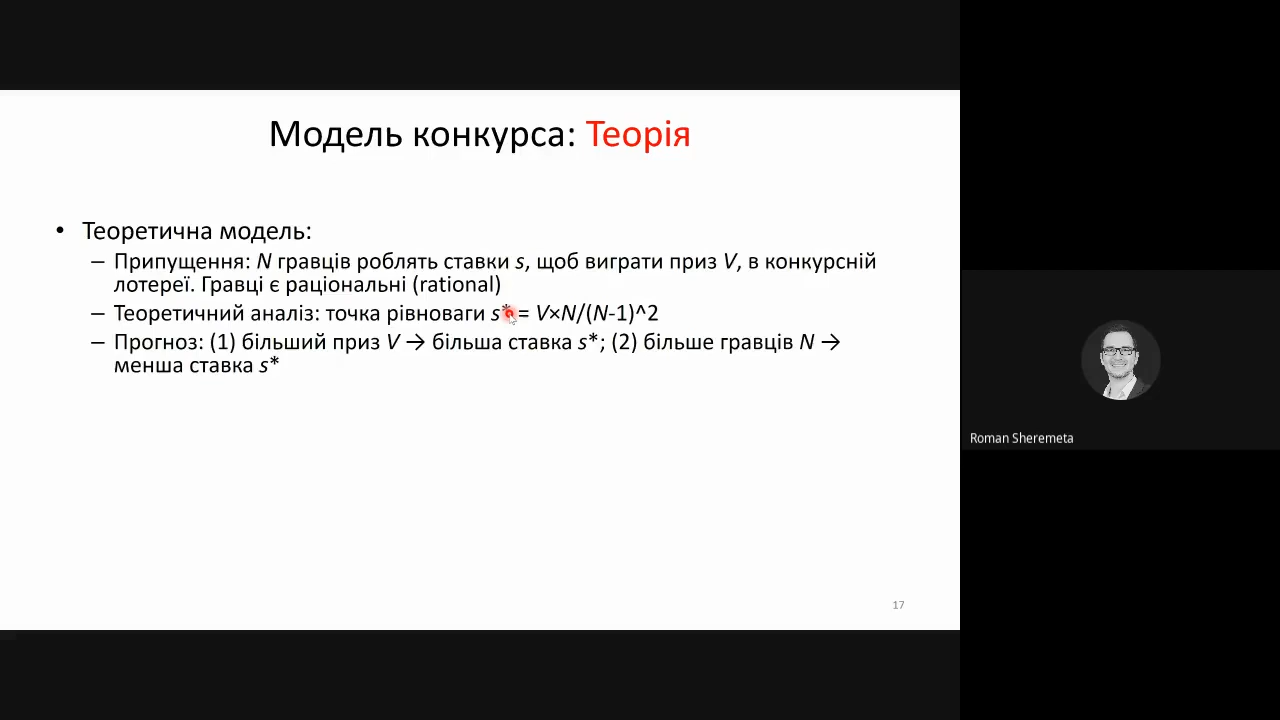 Модель конкурса: Теорія
• Теоретична модель:
– Припущення: N гравців роблять ставки s, щоб виграти приз V, в конкурсній
лотереї. Гравці є раціональні (rational)
– Теоретичний аналіз: точка рівноваги s* = V×N/(N-1)^2
– Прогноз: (1) більший приз V → більша ставка s*; (2) більше гравців N →
менша ставка s*
17
Roman Sheremeta